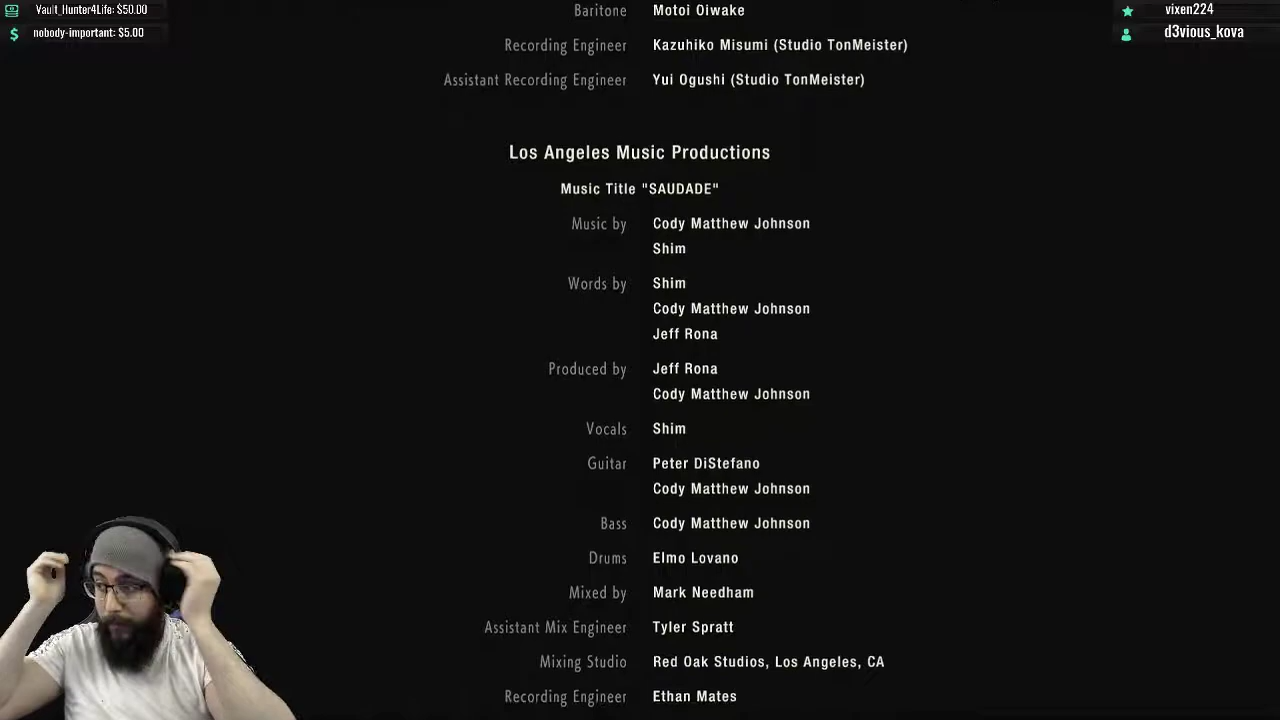 Vault_Hunter4Life: $50.00
nobody-important: $5.00
vixen224
d3vious_kova
Baritone Motoi Oiwake
Recording Engineer Kazuhiko Misumi (Studio TonMeister)
Assistant Recording Engineer Yui Ogushi (Studio TonMeister)
Los Angeles Music Productions
Music Title "SAUDADE"
Music by Cody Matthew Johnson
Shim
Words by Shim
Cody Matthew Johnson
Jeff Rona
Produced by Jeff Rona
Cody Matthew Johnson
Vocals Shim
Guitar Peter DiStefano
Cody Matthew Johnson
Bass Cody Matthew Johnson
Drums Elmo Lovano
Mixed by Mark Needham
Assistant Mix Engineer Tyler Spratt
Mixing Studio Red Oak Studios, Los Angeles, CA
Recording Engineer Ethan Mates